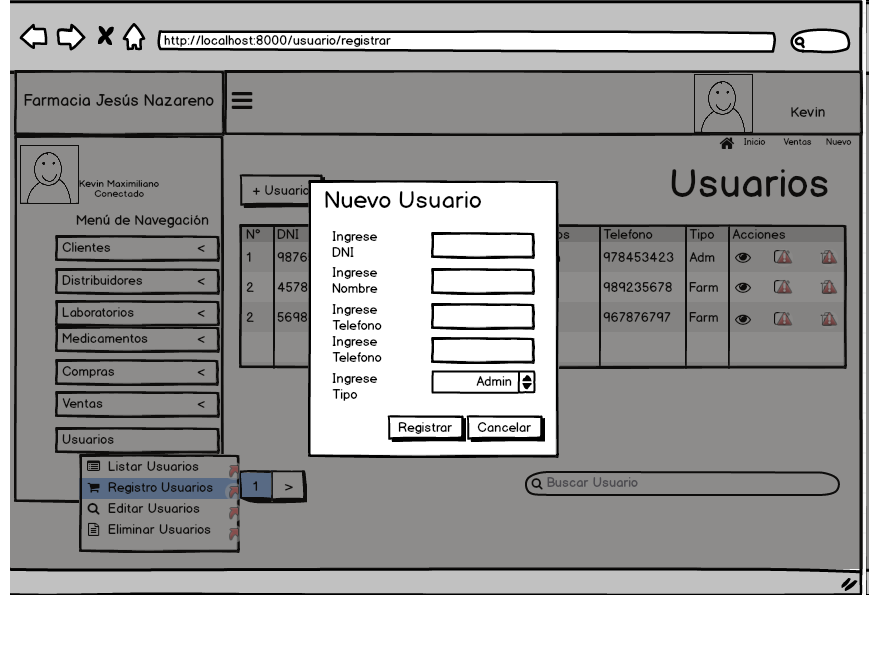 http://localhost:8000/usuario/registrar
Farmacia Jesús Nazareno
Kevin
Inicio Ventas Nuevo
Kevin Maximiliano
Conectado
Menú de Navegación
Clientes <
Distribuidores <
Laboratorios <
Medicamentos <
Compras <
Ventas <
Usuarios
Listar Usuarios
Registro Usuarios
Editar Usuarios
Eliminar Usuarios
Usuarios
+ Usuario
N° DNI Telefono Tipo Acciones
1 9876 978453423 Adm
2 4578 989235678 Farm
2 5698 967876797 Farm
Nuevo Usuario
Ingrese
DNI
Ingrese
Nombre
Ingrese
Telefono
Ingrese
Telefono
Ingrese
Tipo
Admin
Registrar Cancelar
1 >
Buscar Usuario